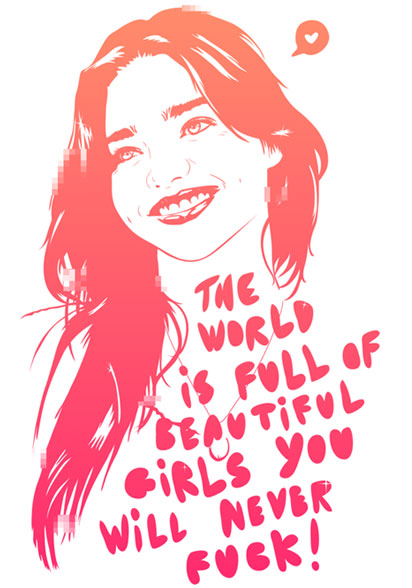 THE
WORLD
iS FULL OF
BEAUTiFUL
GiRLS YOU
WiLL NEVER
FUCK!